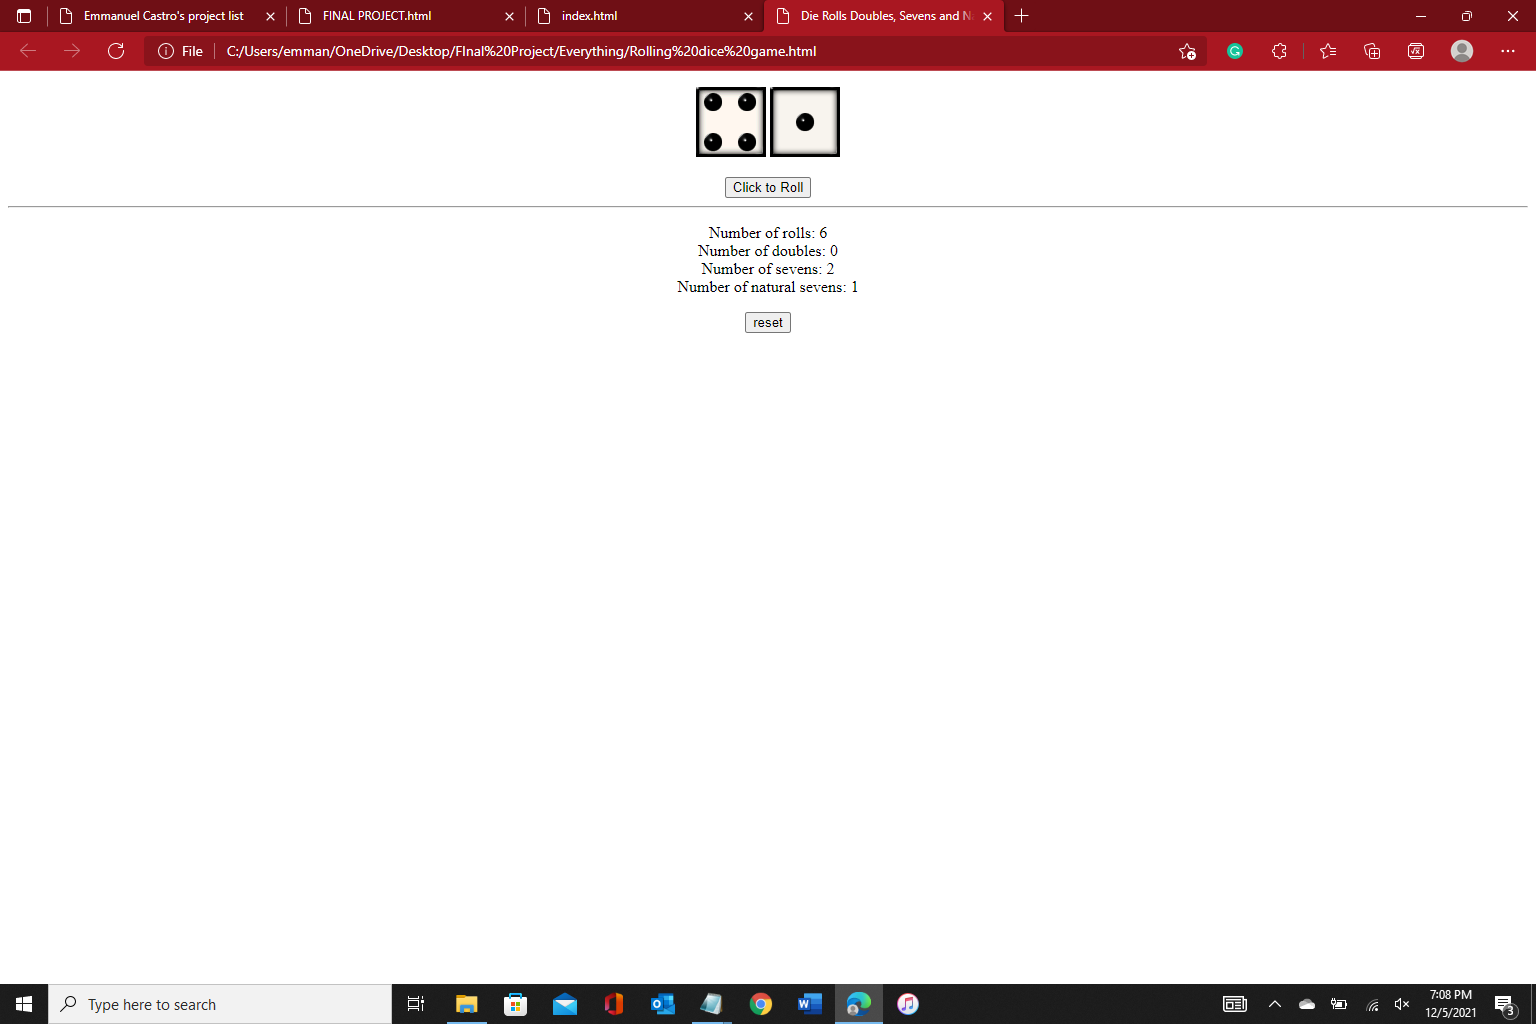 Emmanuel Castro's project list
FINAL PROJECT.html
index.html
Die Rolls Doubles, Sevens and N
File
C:/Users/emman/OneDrive/Desktop/FInal%20Project/Everything/Rolling%20dice%20game.html
Click to Roll
Number of rolls: 6
Number of doubles: 0
Number of sevens: 2
Number of natural sevens: 1
reset
Type here to search
7:08 PM
12/5/2021
3